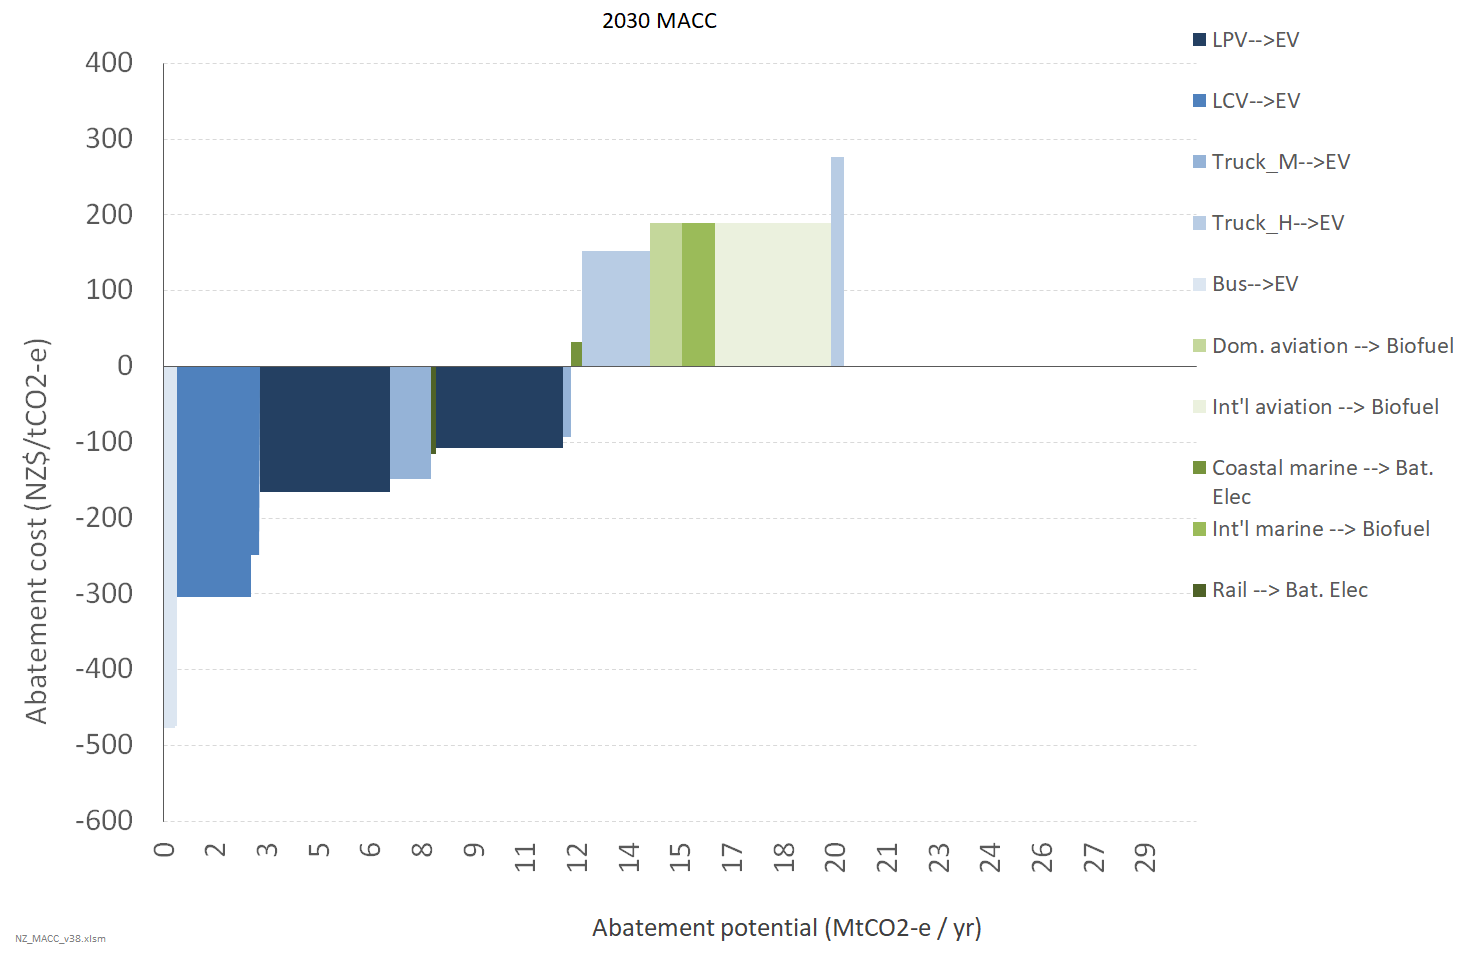 2030 MACC
400
300
200
100
0
-100
-200
-300
-400
-500
-600
Abatement cost (NZ$/tCO2-e)
0
2
3
5
6
8
9
11
12
14
15
17
18
20
21
23
24
26
27
29
Abatement potential (MtCO2-e / yr)
LPV-->EV
LCV-->EV
Truck_M-->EV
Truck_H-->EV
Bus-->EV
Dom. aviation --> Biofuel
Int'l aviation --> Biofuel
Coastal marine --> Bat.
Elec
Int'l marine --> Biofuel
Rail --> Bat. Elec
NZ_MACC_v38.xlsm